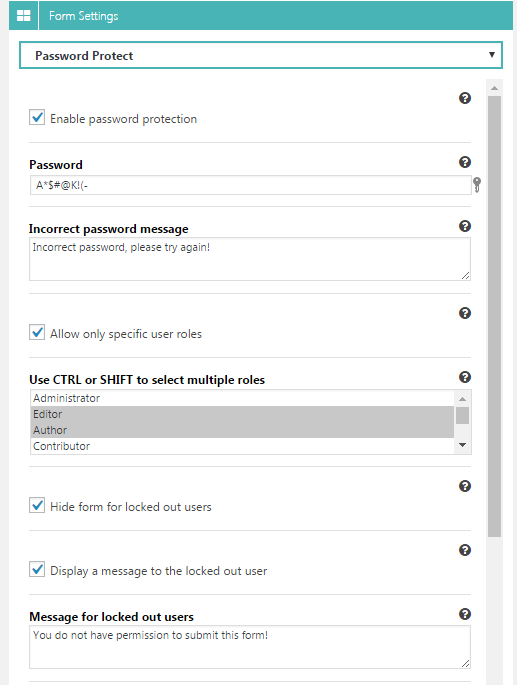 Form Settings
Password Protect
Enable password protection
Password
A*$#@K!(-
Incorrect password message
Incorrect password, please try again!
Allow only specific user roles
Use CTRL or SHIFT to select multiple roles
Administrator
Editor
Author
Contributor
Hide form for locked out users
Display a message to the locked out user
Message for locked out users
You do not have permission to submit this form!